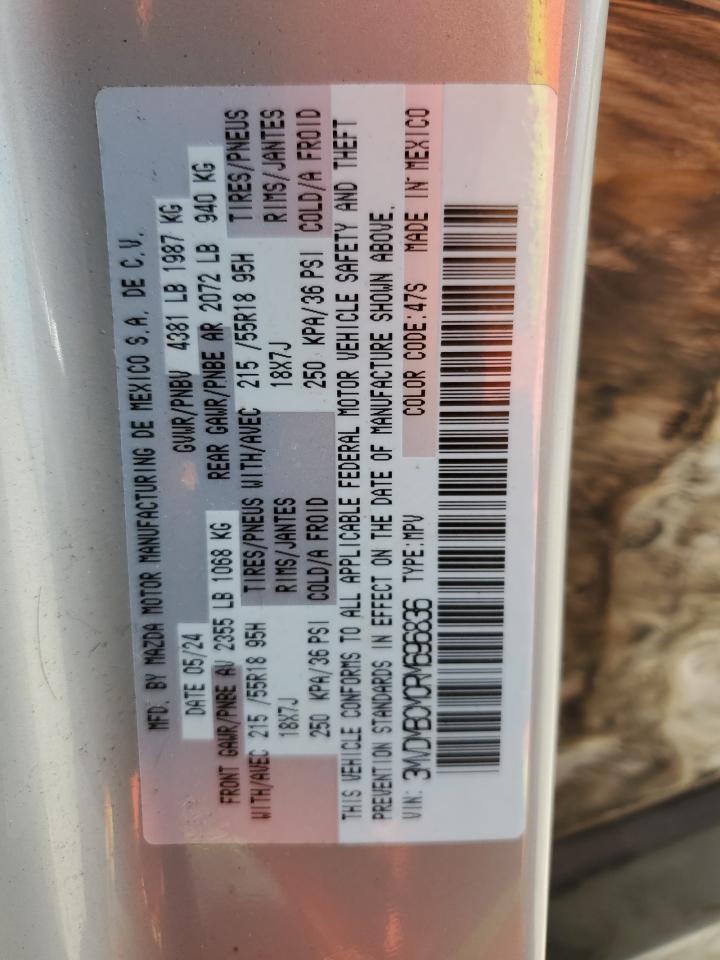 MFD. BY MAZDA MOTOR MANUFACTURING DE MEXICO S.A. DE C.V.
DATE 05/24 GVWR/PNBV 4381 LB 1987 KG
FRONT GAWR/PNBE AV 2355 LB 1068 KG REAR GAWR/PNBE AR 2072 LB 940 KG
WITH/AVEC 215 /55R18 95H TIRES/PNEUS WITH/AVEC 215 /55R18 95H TIRES/PNEUS
18X7J RIMS/JANTES 18X7J RIMS/JANTES
250 KPA/36 PSI COLD/A FROID 250 KPA/36 PSI COLD/A FROID
THIS VEHICLE CONFORMS TO ALL APPLICABLE FEDERAL MOTOR VEHICLE SAFETY AND THEFT
PREVENTION STANDARDS IN EFFECT ON THE DATE OF MANUFACTURE SHOWN ABOVE.
VIN: 3MVDMBCM0RM696836 TYPE:MPV COLOR CODE:47S MADE IN MEXICO